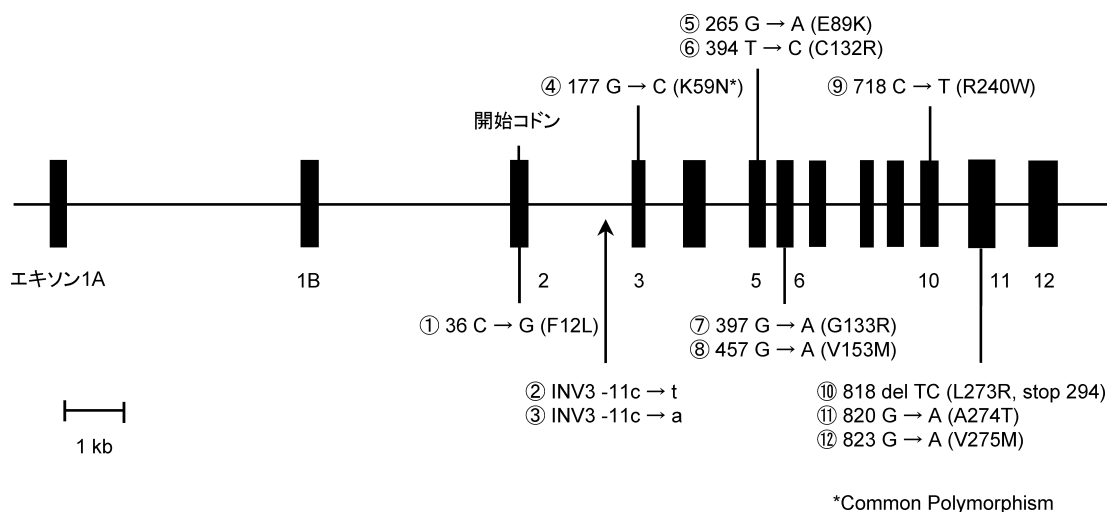 ⑤ 265 G → A (E89K)
⑥ 394 T → C (C132R)
④ 177 G → C (K59N*)
⑨ 718 C → T (R240W)
開始コドン
エキソン1A
1B
2
3
5
6
10
11
12
① 36 C → G (F12L)
⑦ 397 G → A (G133R)
⑧ 457 G → A (V153M)
② INV3 -11c → t
③ INV3 -11c → a
⑩ 818 del TC (L273R, stop 294)
⑪ 820 G → A (A274T)
⑫ 823 G → A (V275M)
1 kb
*Common Polymorphism